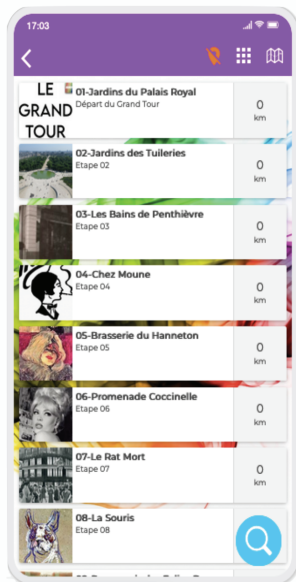 17:03
LE
GRAND
TOUR
01-Jardins du Palais Royal
Départ du Grand Tour
0
km
02-Jardins des Tuileries
Etape 02
0
km
03-Les Bains de Penthièvre
Etape 03
0
km
04-Chez Moune
Etape 04
0
km
05-Brasserie du Hanneton
Etape 05
0
km
06-Promenade Coccinelle
Etape 06
0
km
07-Le Rat Mort
Etape 07
0
km
08-La Souris
Etape 08